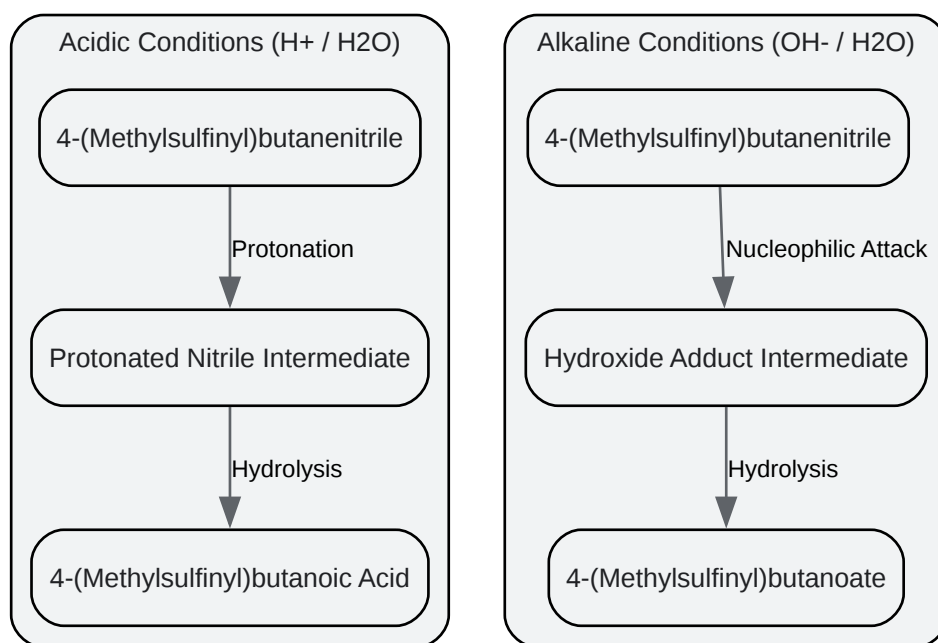 Acidic Conditions (H+ / H2O)
4-(Methylsulfinyl)butanenitrile
Protonation
Protonated Nitrile Intermediate
Hydrolysis
4-(Methylsulfinyl)butanoic Acid
Alkaline Conditions (OH- / H2O)
4-(Methylsulfinyl)butanenitrile
Nucleophilic Attack
Hydroxide Adduct Intermediate
Hydrolysis
4-(Methylsulfinyl)butanoate